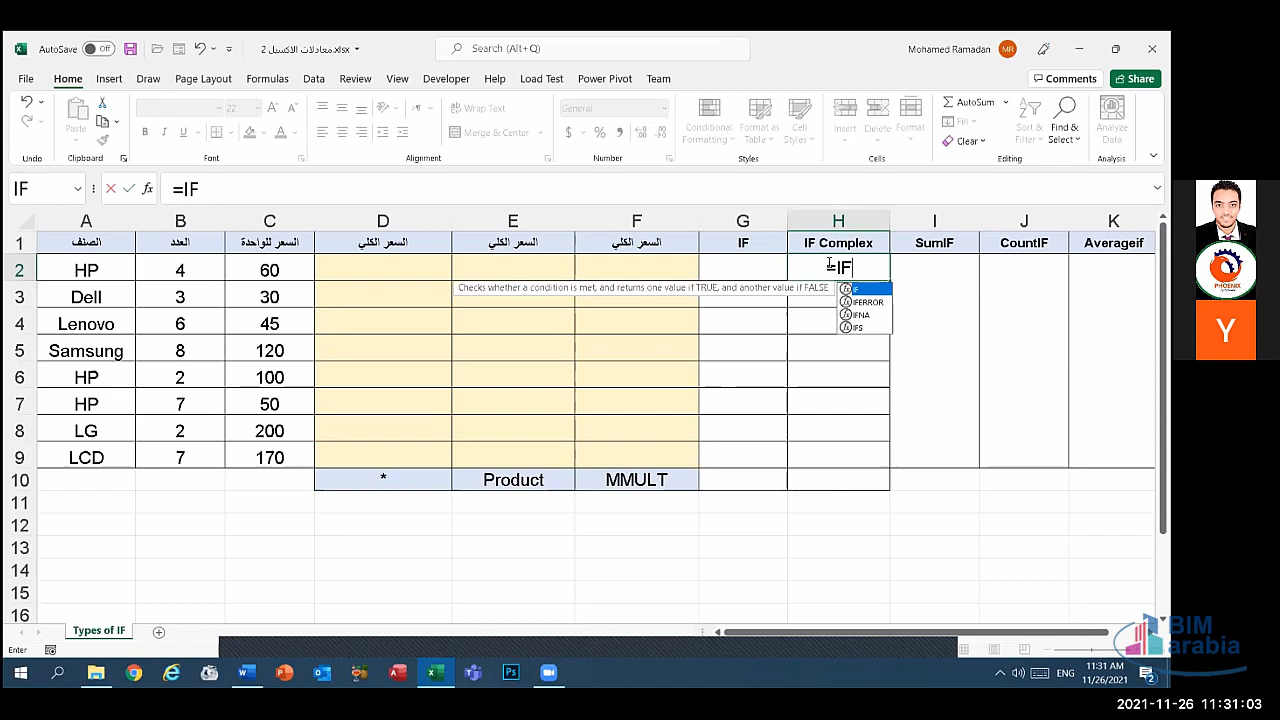 AutoSave Off 2 معادلات الاكسيل.xlsx Search (Alt+Q) Mohamed Ramadan MR
File Home Insert Draw Page Layout Formulas Data Review View Developer Help Load Test Power Pivot Team Comments Share
22 Wrap Text General AutoSum
Paste B I U Merge & Center $ % Conditional Formatting Format as Table Cell Styles Insert Delete Format Fill Sort & Filter Find & Select Analyze Data
Clear
Undo Clipboard Font Alignment Number Styles Cells Editing Analysis
IF fx =IF
A B C D E F G H I J K
1 الصنف العدد السعر للواحدة السعر الكلي السعر الكلي السعر الكلي IF IF Complex SumIF CountIF Averageif
2 HP 4 60 =IF
Checks whether a condition is met, and returns one value if TRUE, and another value if FALSE
IF
IFERROR
IFNA
IFS
3 Dell 3 30
4 Lenovo 6 45
5 Samsung 8 120
6 HP 2 100
7 HP 7 50
8 LG 2 200
9 LCD 7 170
10 * Product MMULT
11
12
13
14
15
16
Types of IF
Enter
PHOENIX
Y
BIM
arabia
ENG
11:31 AM
11/26/2021
2
2021-11-26 11:31:03